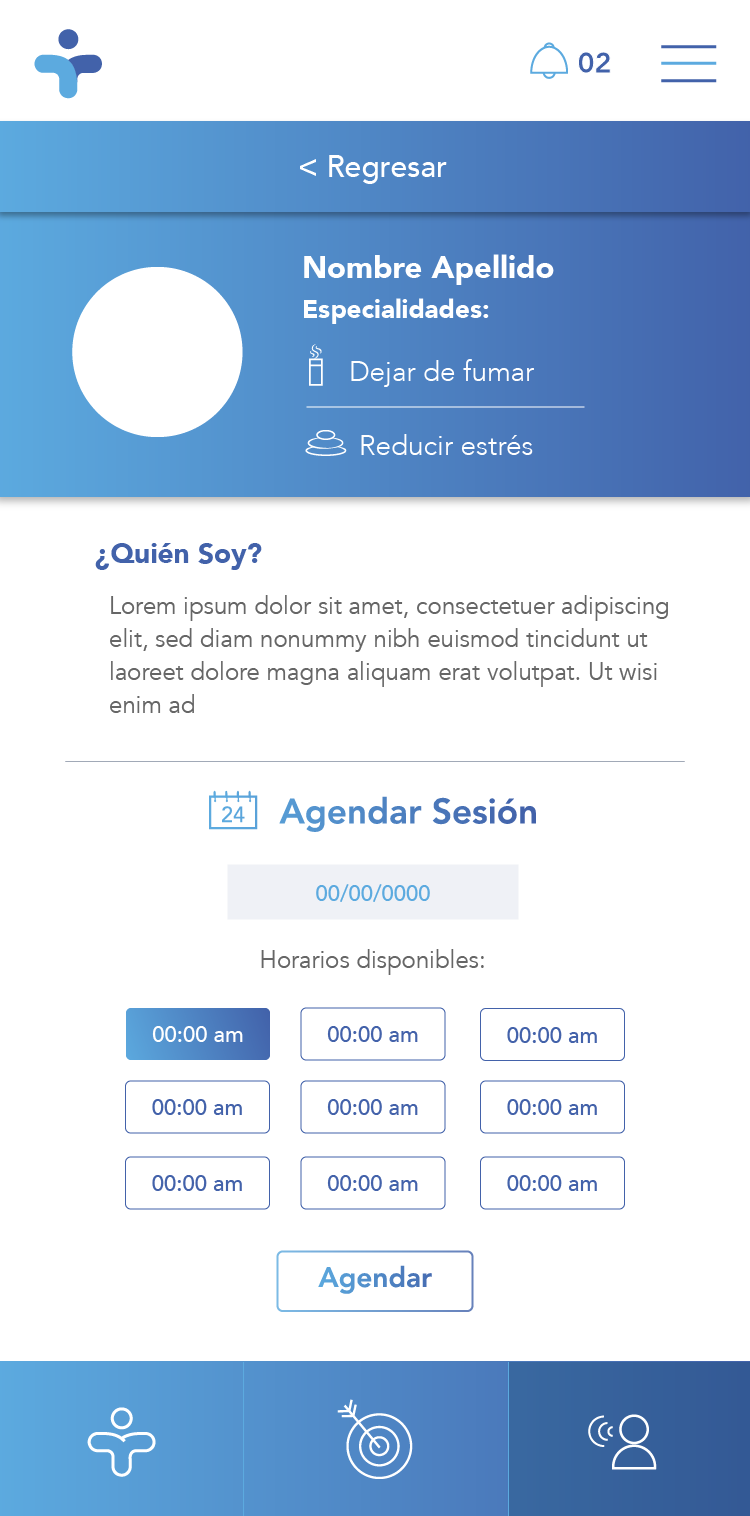 02
< Regresar
Nombre Apellido
Especialidades:
Dejar de fumar
Reducir estrés
¿Quién Soy?
Lorem ipsum dolor sit amet, consectetuer adipiscing
elit, sed diam nonummy nibh euismod tincidunt ut
laoreet dolore magna aliquam erat volutpat. Ut wisi
enim ad
24 Agendar Sesión
00/00/0000
Horarios disponibles:
00:00 am 00:00 am 00:00 am
00:00 am 00:00 am 00:00 am
00:00 am 00:00 am 00:00 am
Agendar